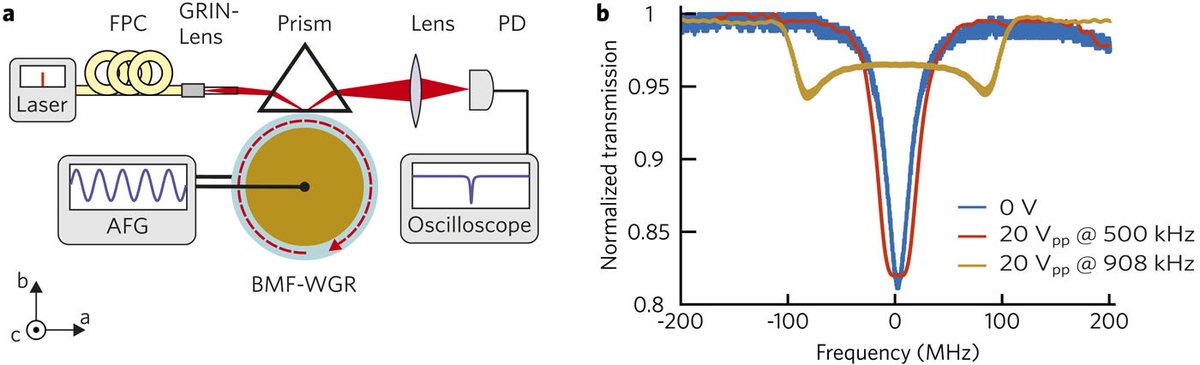 a
FPC
GRIN-
Lens
Prism
Lens
PD
Laser
AFG
Oscilloscope
BMF-WGR
b
a
c
b
Normalized transmission
1
0.95
0.9
0.85
0.8
-200
-100
0
100
200
Frequency (MHz)
0 V
20 Vpp @ 500 kHz
20 Vpp @ 908 kHz